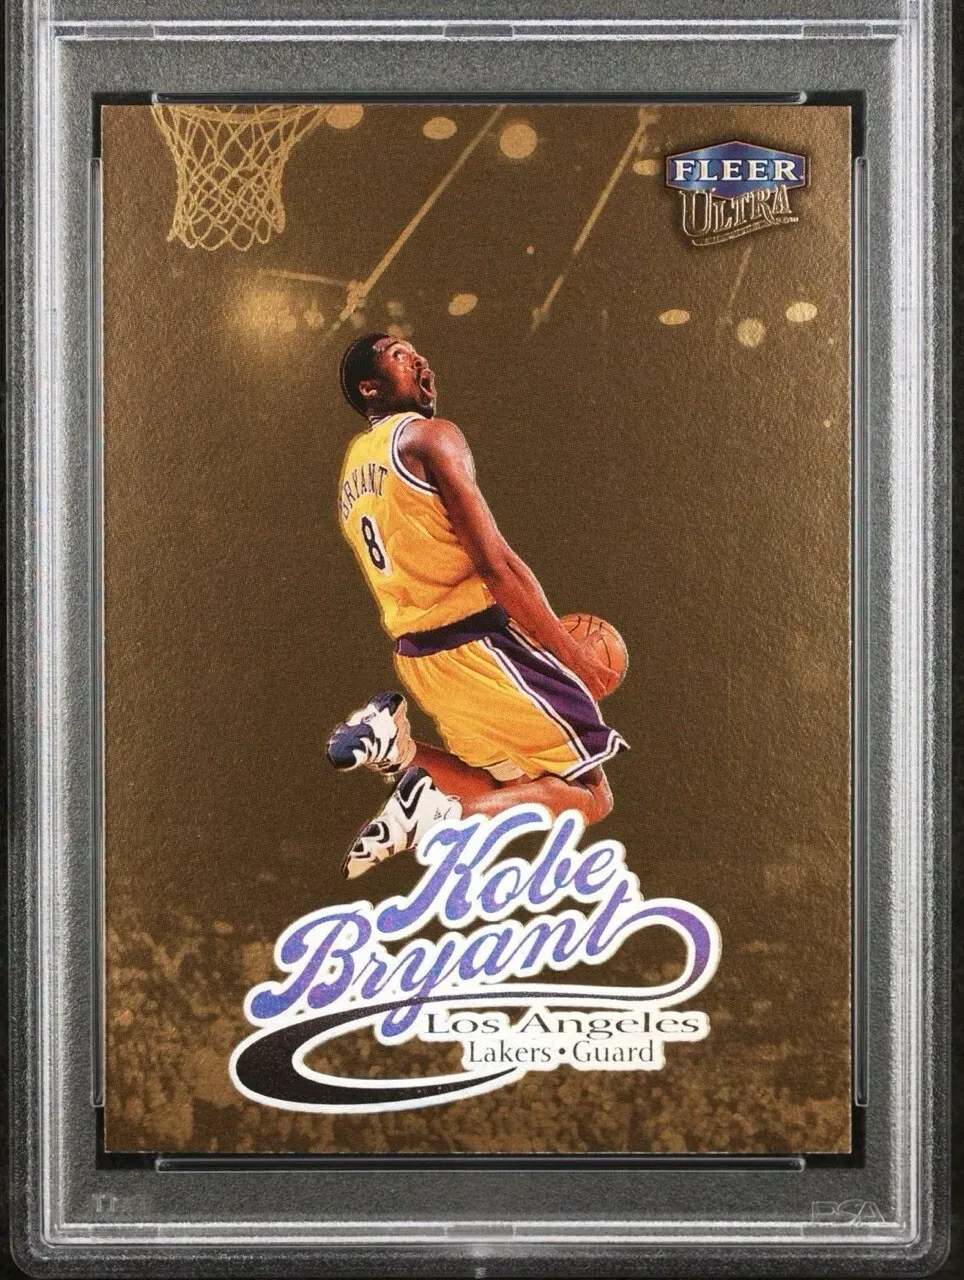 FLEER
ULTRA
BRYANT
8
Kobe
Bryant
Los Angeles
Lakers • Guard
PSA